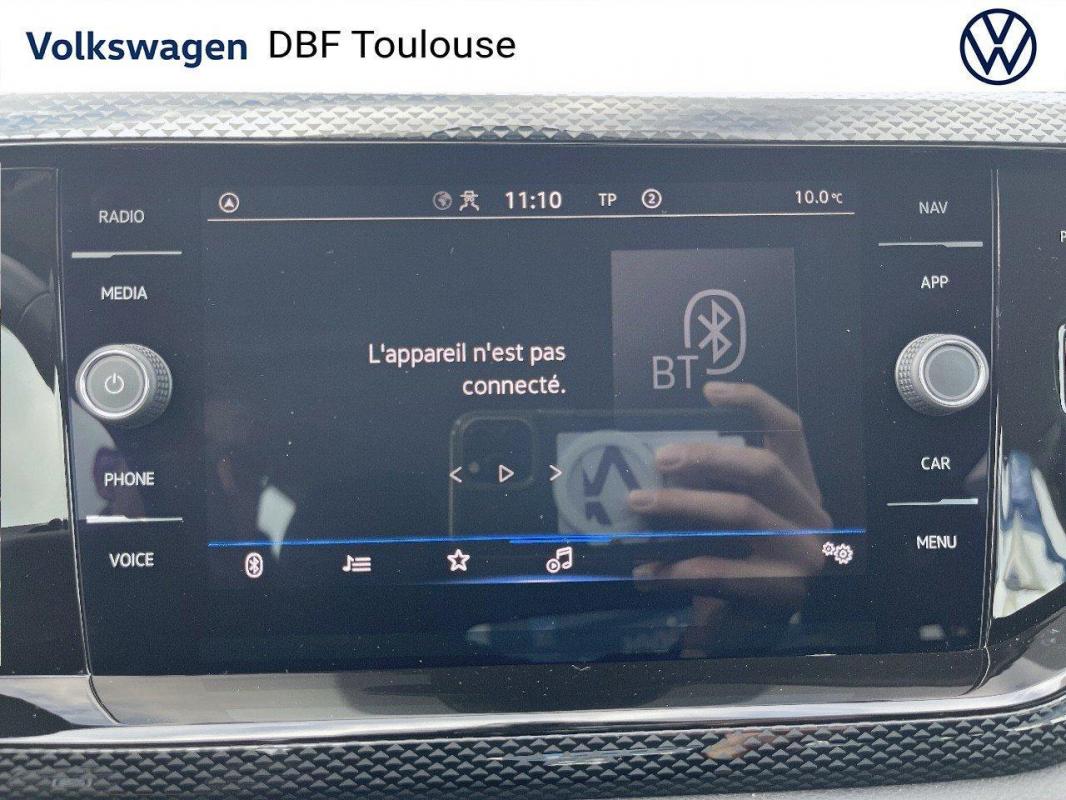 Volkswagen DBF Toulouse
RADIO
MEDIA
PHONE
VOICE
11:10 TP 2 10.0°C
L'appareil n'est pas
connecté.
BT
NAV
APP
CAR
MENU